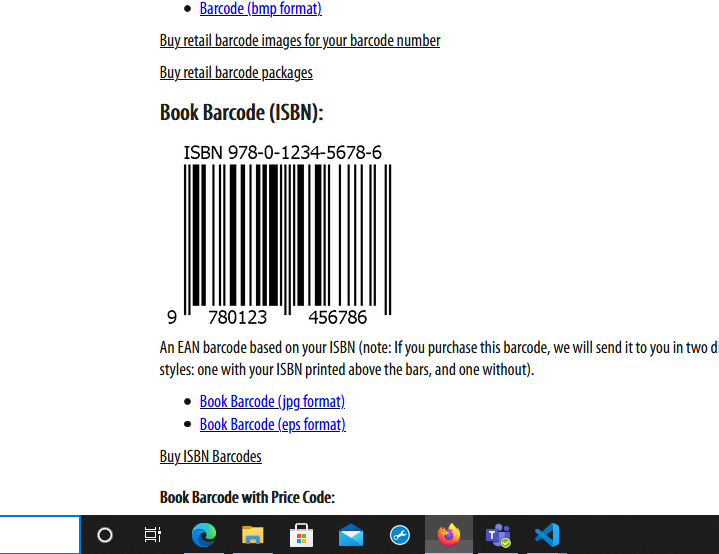 Barcode (bmp format)
Buy retail barcode images for your barcode number
Buy retail barcode packages
Book Barcode (ISBN):
ISBN 978-0-1234-5678-6
9 780123 456786
An EAN barcode based on your ISBN (note: If you purchase this barcode, we will send it to you in two di
styles: one with your ISBN printed above the bars, and one without).
Book Barcode (jpg format)
Book Barcode (eps format)
Buy ISBN Barcodes
Book Barcode with Price Code: